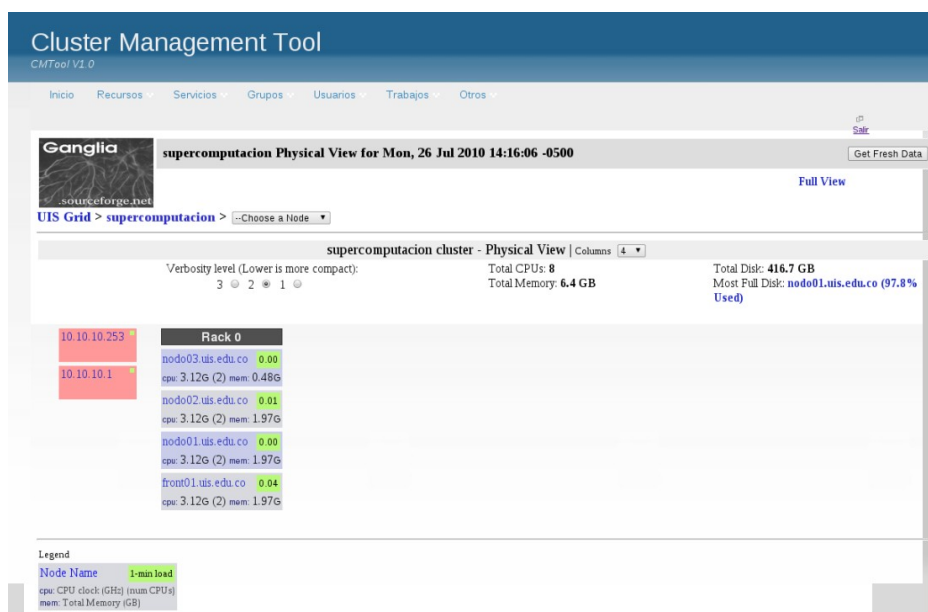 Cluster Management Tool
CMTool V1.0
Inicio Recursos Servicios Grupos Usuarios Trabajos Otros
Salir
Ganglia
.sourceforge.net
supercomputacion Physical View for Mon, 26 Jul 2010 14:16:06 -0500
Get Fresh Data
Full View
UIS Grid > supercomputacion > --Choose a Node
supercomputacion cluster - Physical View | Columns 4
Verbosity level (Lower is more compact):
3 2 1
Total CPUs: 8
Total Memory: 6.4 GB
Total Disk: 416.7 GB
Most Full Disk: nodo01.uis.edu.co (97.8%
Used)
10.10.10.253
10.10.10.1
Rack 0
nodo03.uis.edu.co 0.00
cpu: 3.12G (2) mem: 0.48G
nodo02.uis.edu.co 0.01
cpu: 3.12G (2) mem: 1.97G
nodo01.uis.edu.co 0.00
cpu: 3.12G (2) mem: 1.97G
front01.uis.edu.co 0.04
cpu: 3.12G (2) mem: 1.97G
Legend
Node Name 1-min load
cpu: CPU clock (GHz) (num CPUs)
mem: Total Memory (GB)